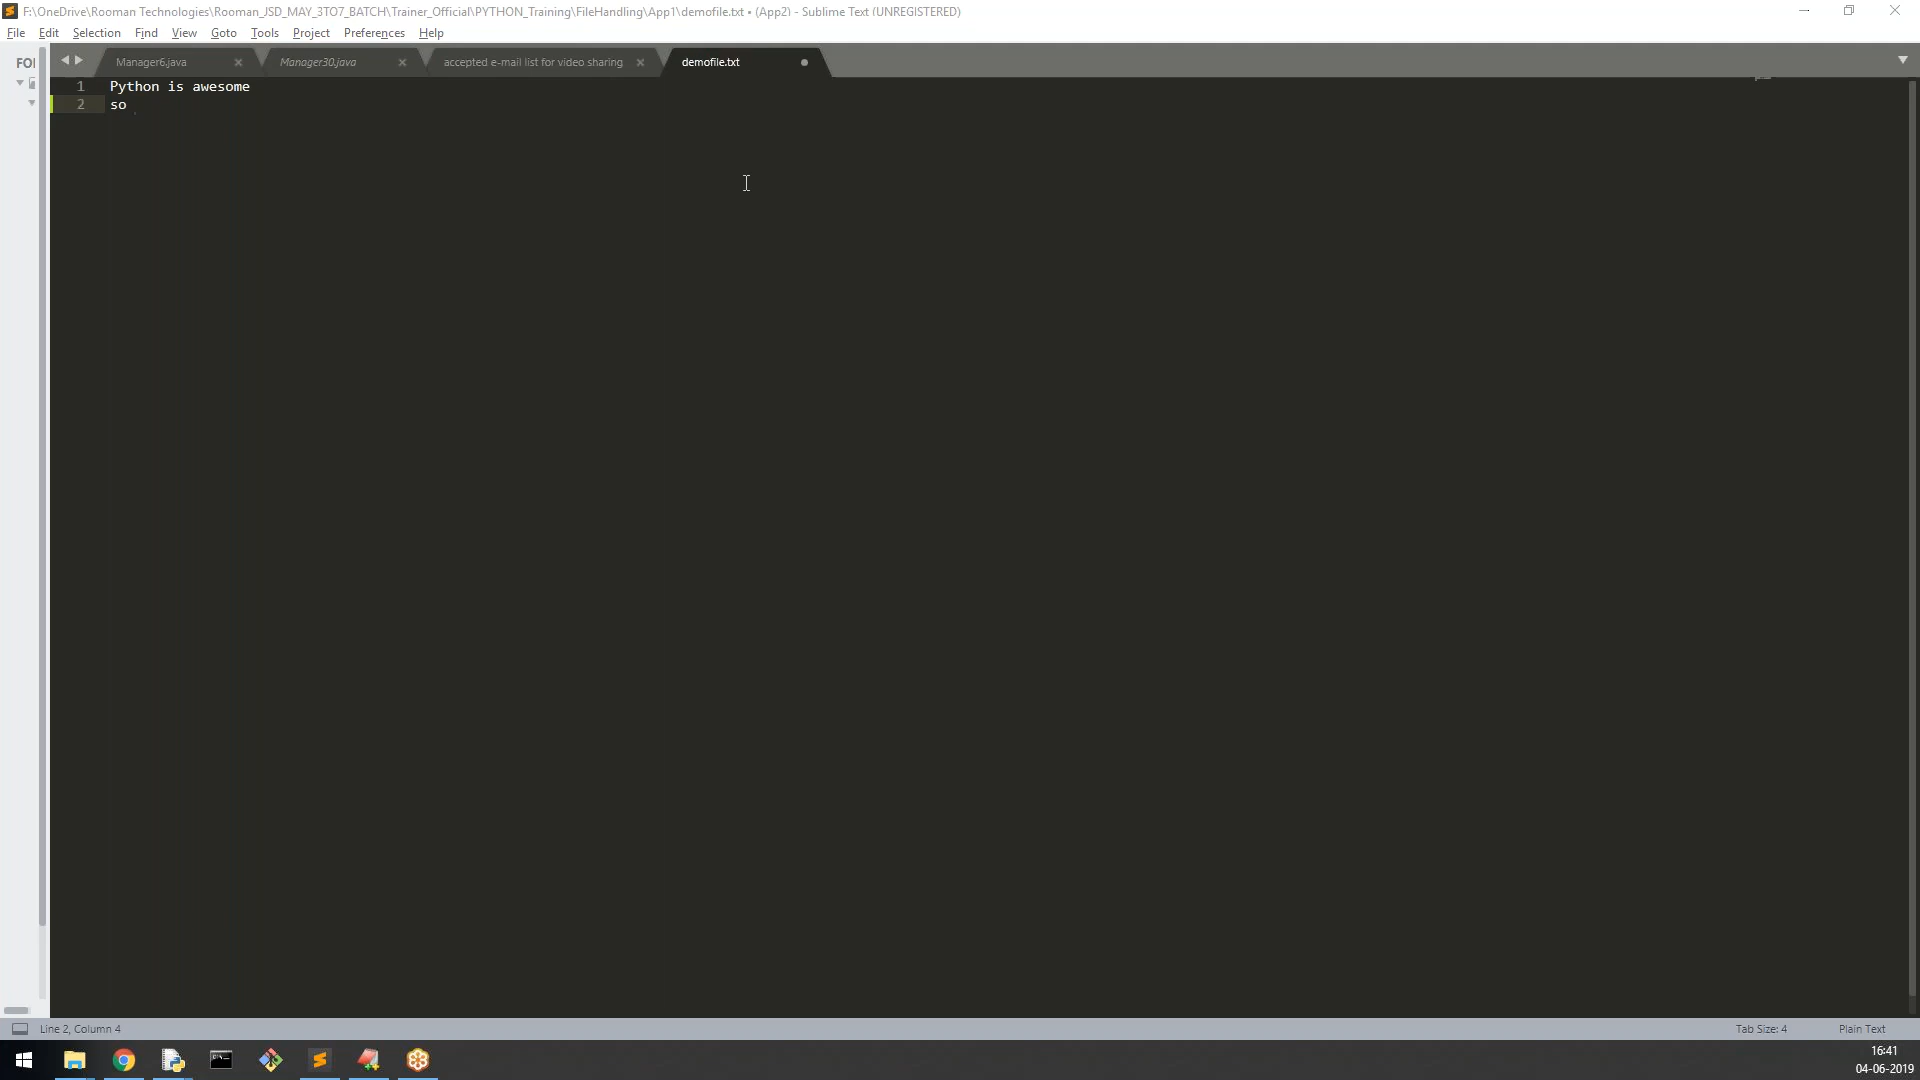 F:\OneDrive\Rooman Technologies\Rooman_JSD_MAY_3TO7_BATCH\Trainer_Official\PYTHON_Training\FileHandling\App1\demofile.txt • (App2) - Sublime Text (UNREGISTERED)
File Edit Selection Find View Goto Tools Project Preferences Help
FOI
Manager6.java
Manager30.java
accepted e-mail list for video sharing
demofile.txt
1 Python is awesome
2 so
Line 2, Column 4
Tab Size: 4
Plain Text
16:41
04-06-2019